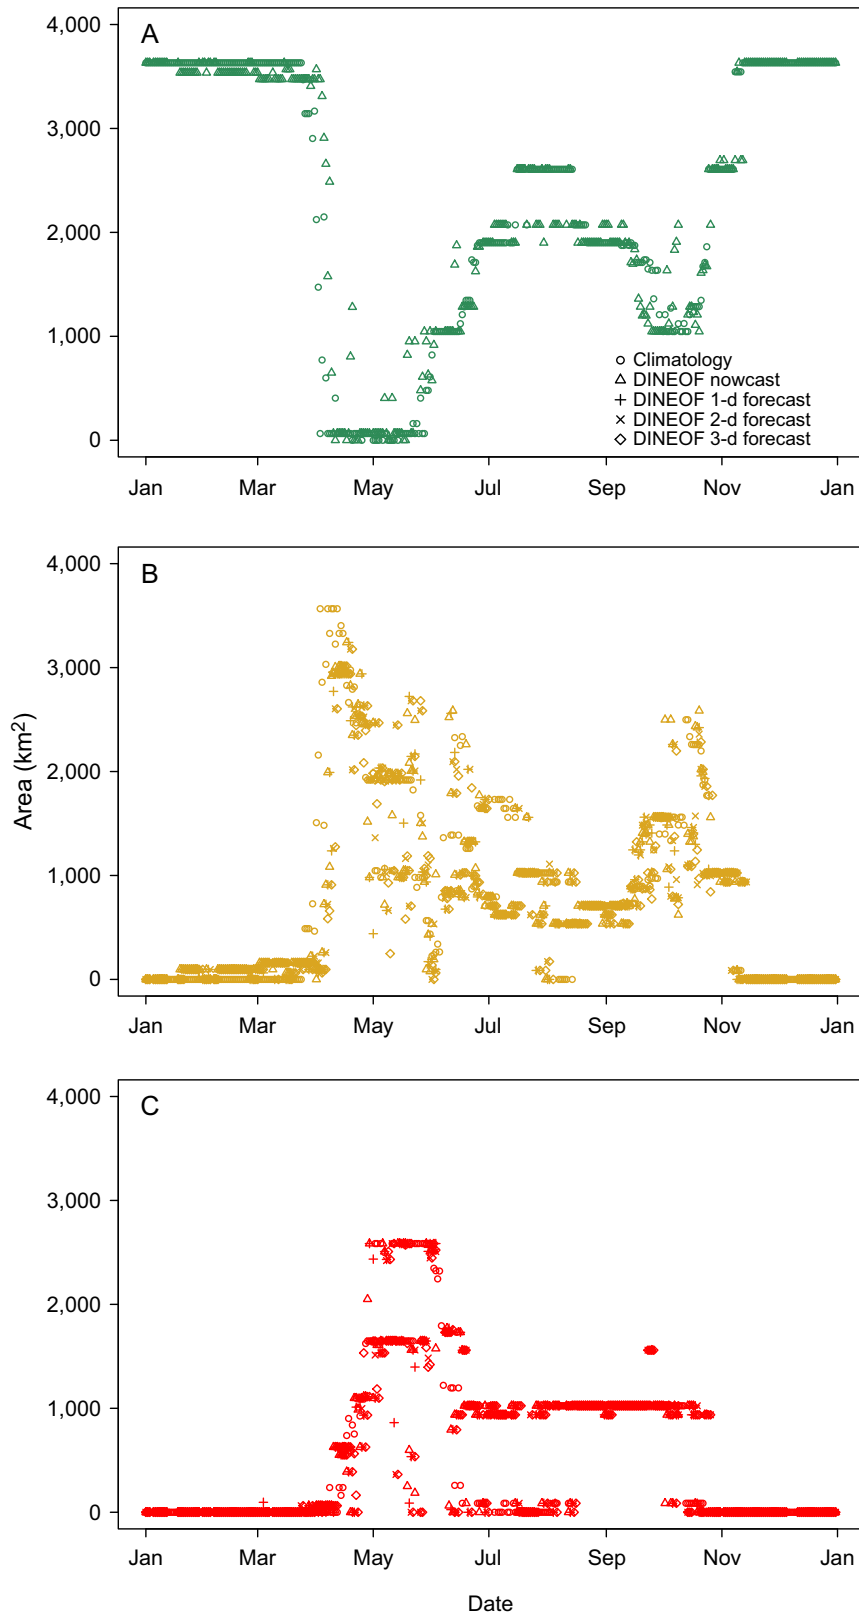 A
4,000
3,000
2,000
1,000
0
Climatology
DINEOF nowcast
DINEOF 1-d forecast
DINEOF 2-d forecast
DINEOF 3-d forecast
Jan Mar May Jul Sep Nov Jan
B
4,000
3,000
2,000
1,000
0
Area (km²)
Jan Mar May Jul Sep Nov Jan
C
4,000
3,000
2,000
1,000
0
Jan Mar May Jul Sep Nov Jan
Date